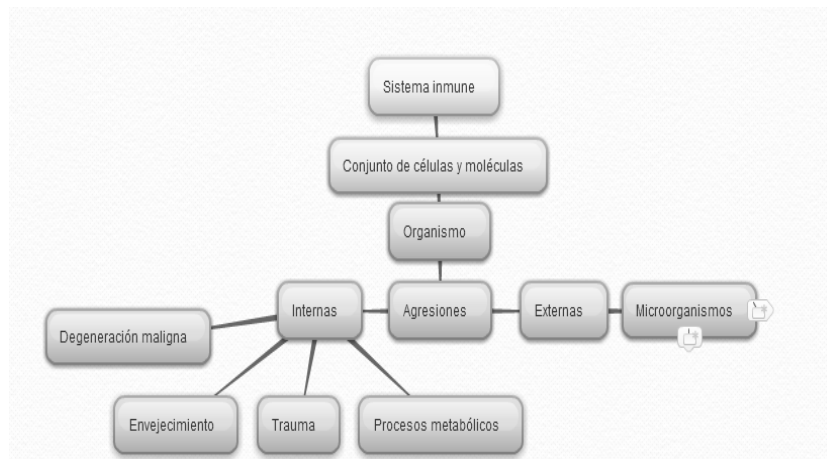 Sistema inmune
Conjunto de células y moléculas
Organismo
Internas
Agresiones
Externas
Microorganismos
Degeneración maligna
Envejecimiento
Trauma
Procesos metabólicos